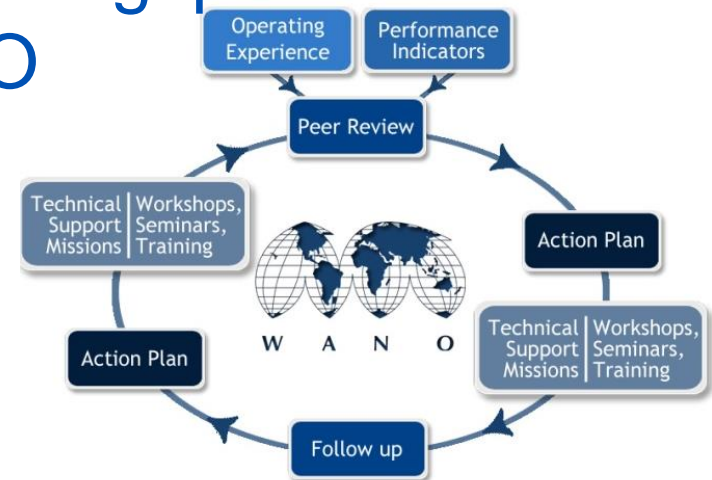 Operating
Experience
Performance
Indicators
Peer Review
Technical
Support
Missions
Workshops,
Seminars,
Training
Action Plan
Technical
Support
Missions
Workshops,
Seminars,
Training
WANO
Action Plan
Follow up